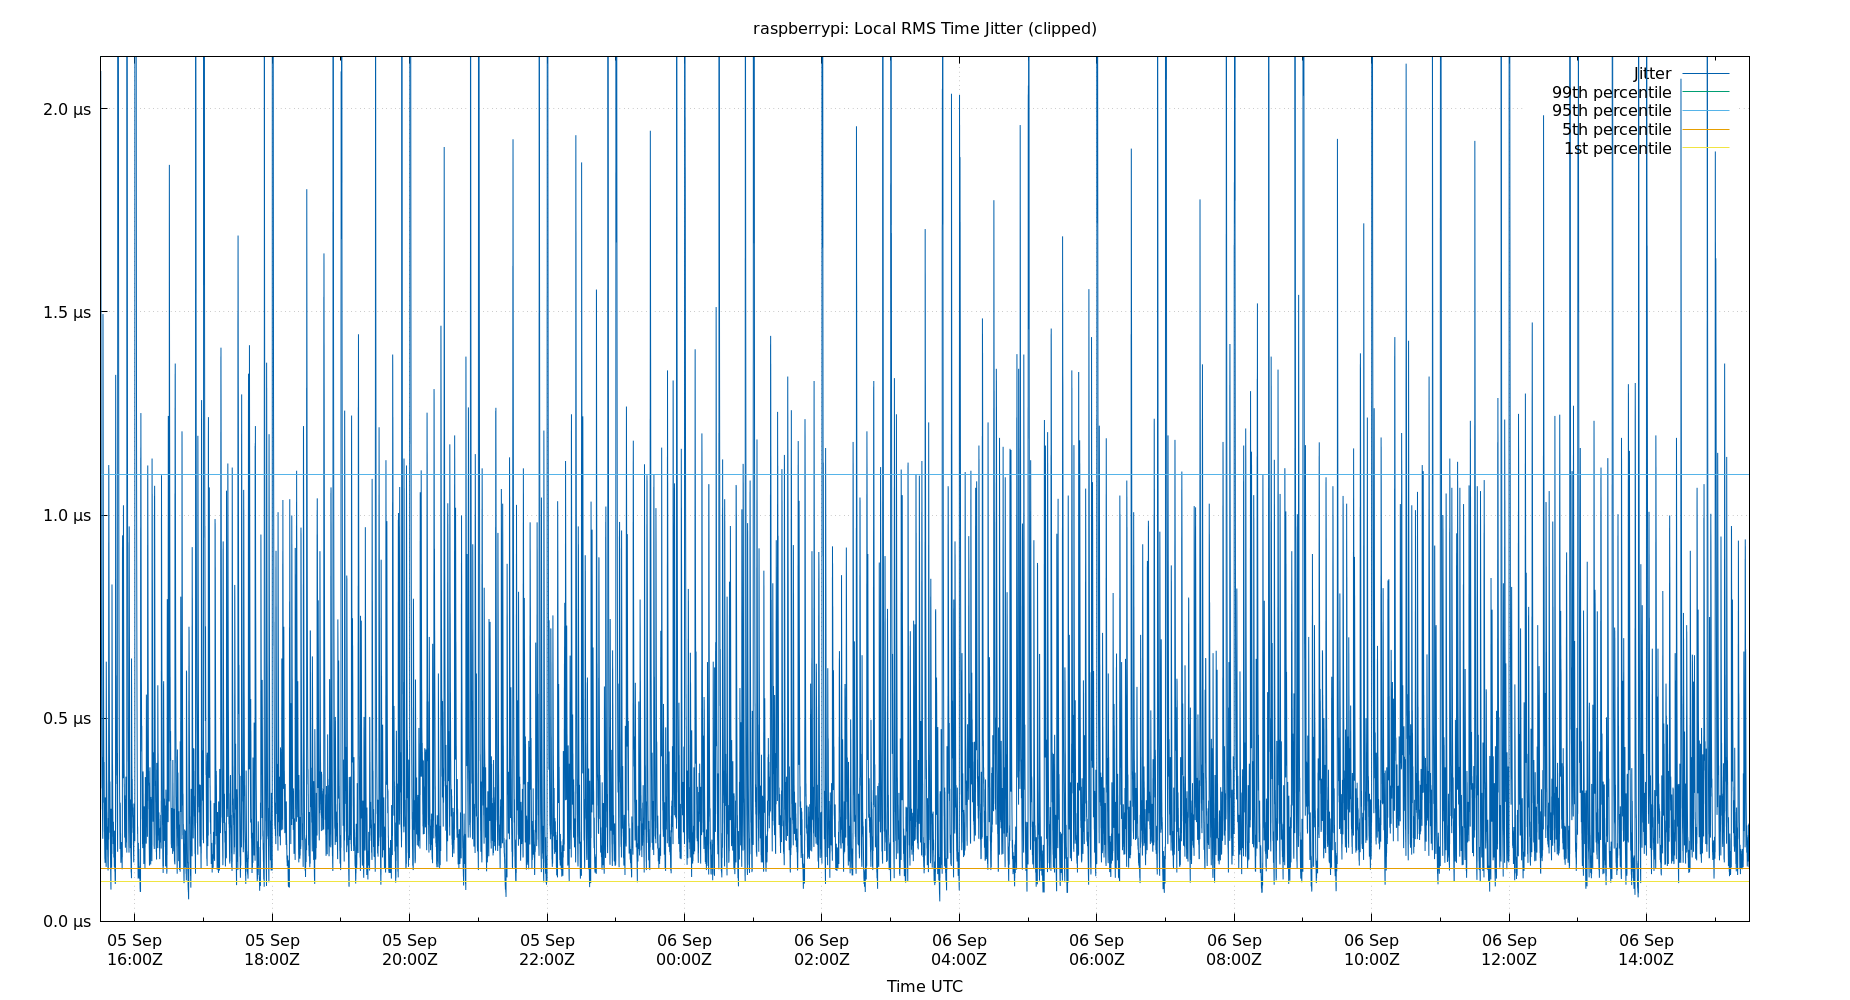 raspberrypi: Local RMS Time Jitter (clipped)
Jitter
99th percentile
95th percentile
5th percentile
1st percentile
2.0 µs
1.5 µs
1.0 µs
0.5 µs
0.0 µs
05 Sep 05 Sep 05 Sep 05 Sep 06 Sep 06 Sep 06 Sep 06 Sep 06 Sep 06 Sep 06 Sep 06 Sep
16:00Z 18:00Z 20:00Z 22:00Z 00:00Z 02:00Z 04:00Z 06:00Z 08:00Z 10:00Z 12:00Z 14:00Z
Time UTC